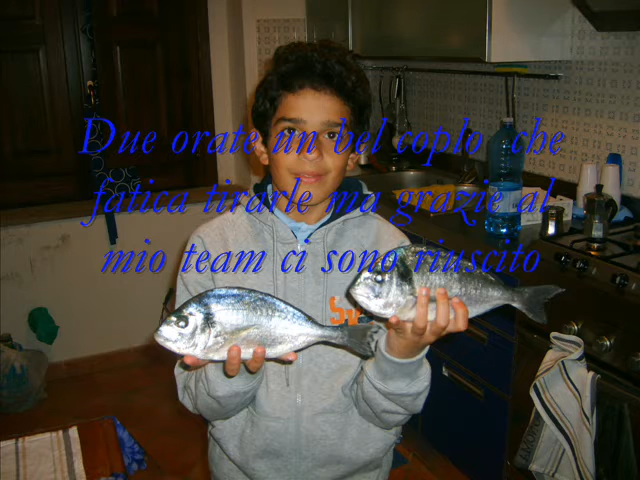 Due orate un bel coplo che
fatica tirarle ma grazie al
mio team ci sono riuscito